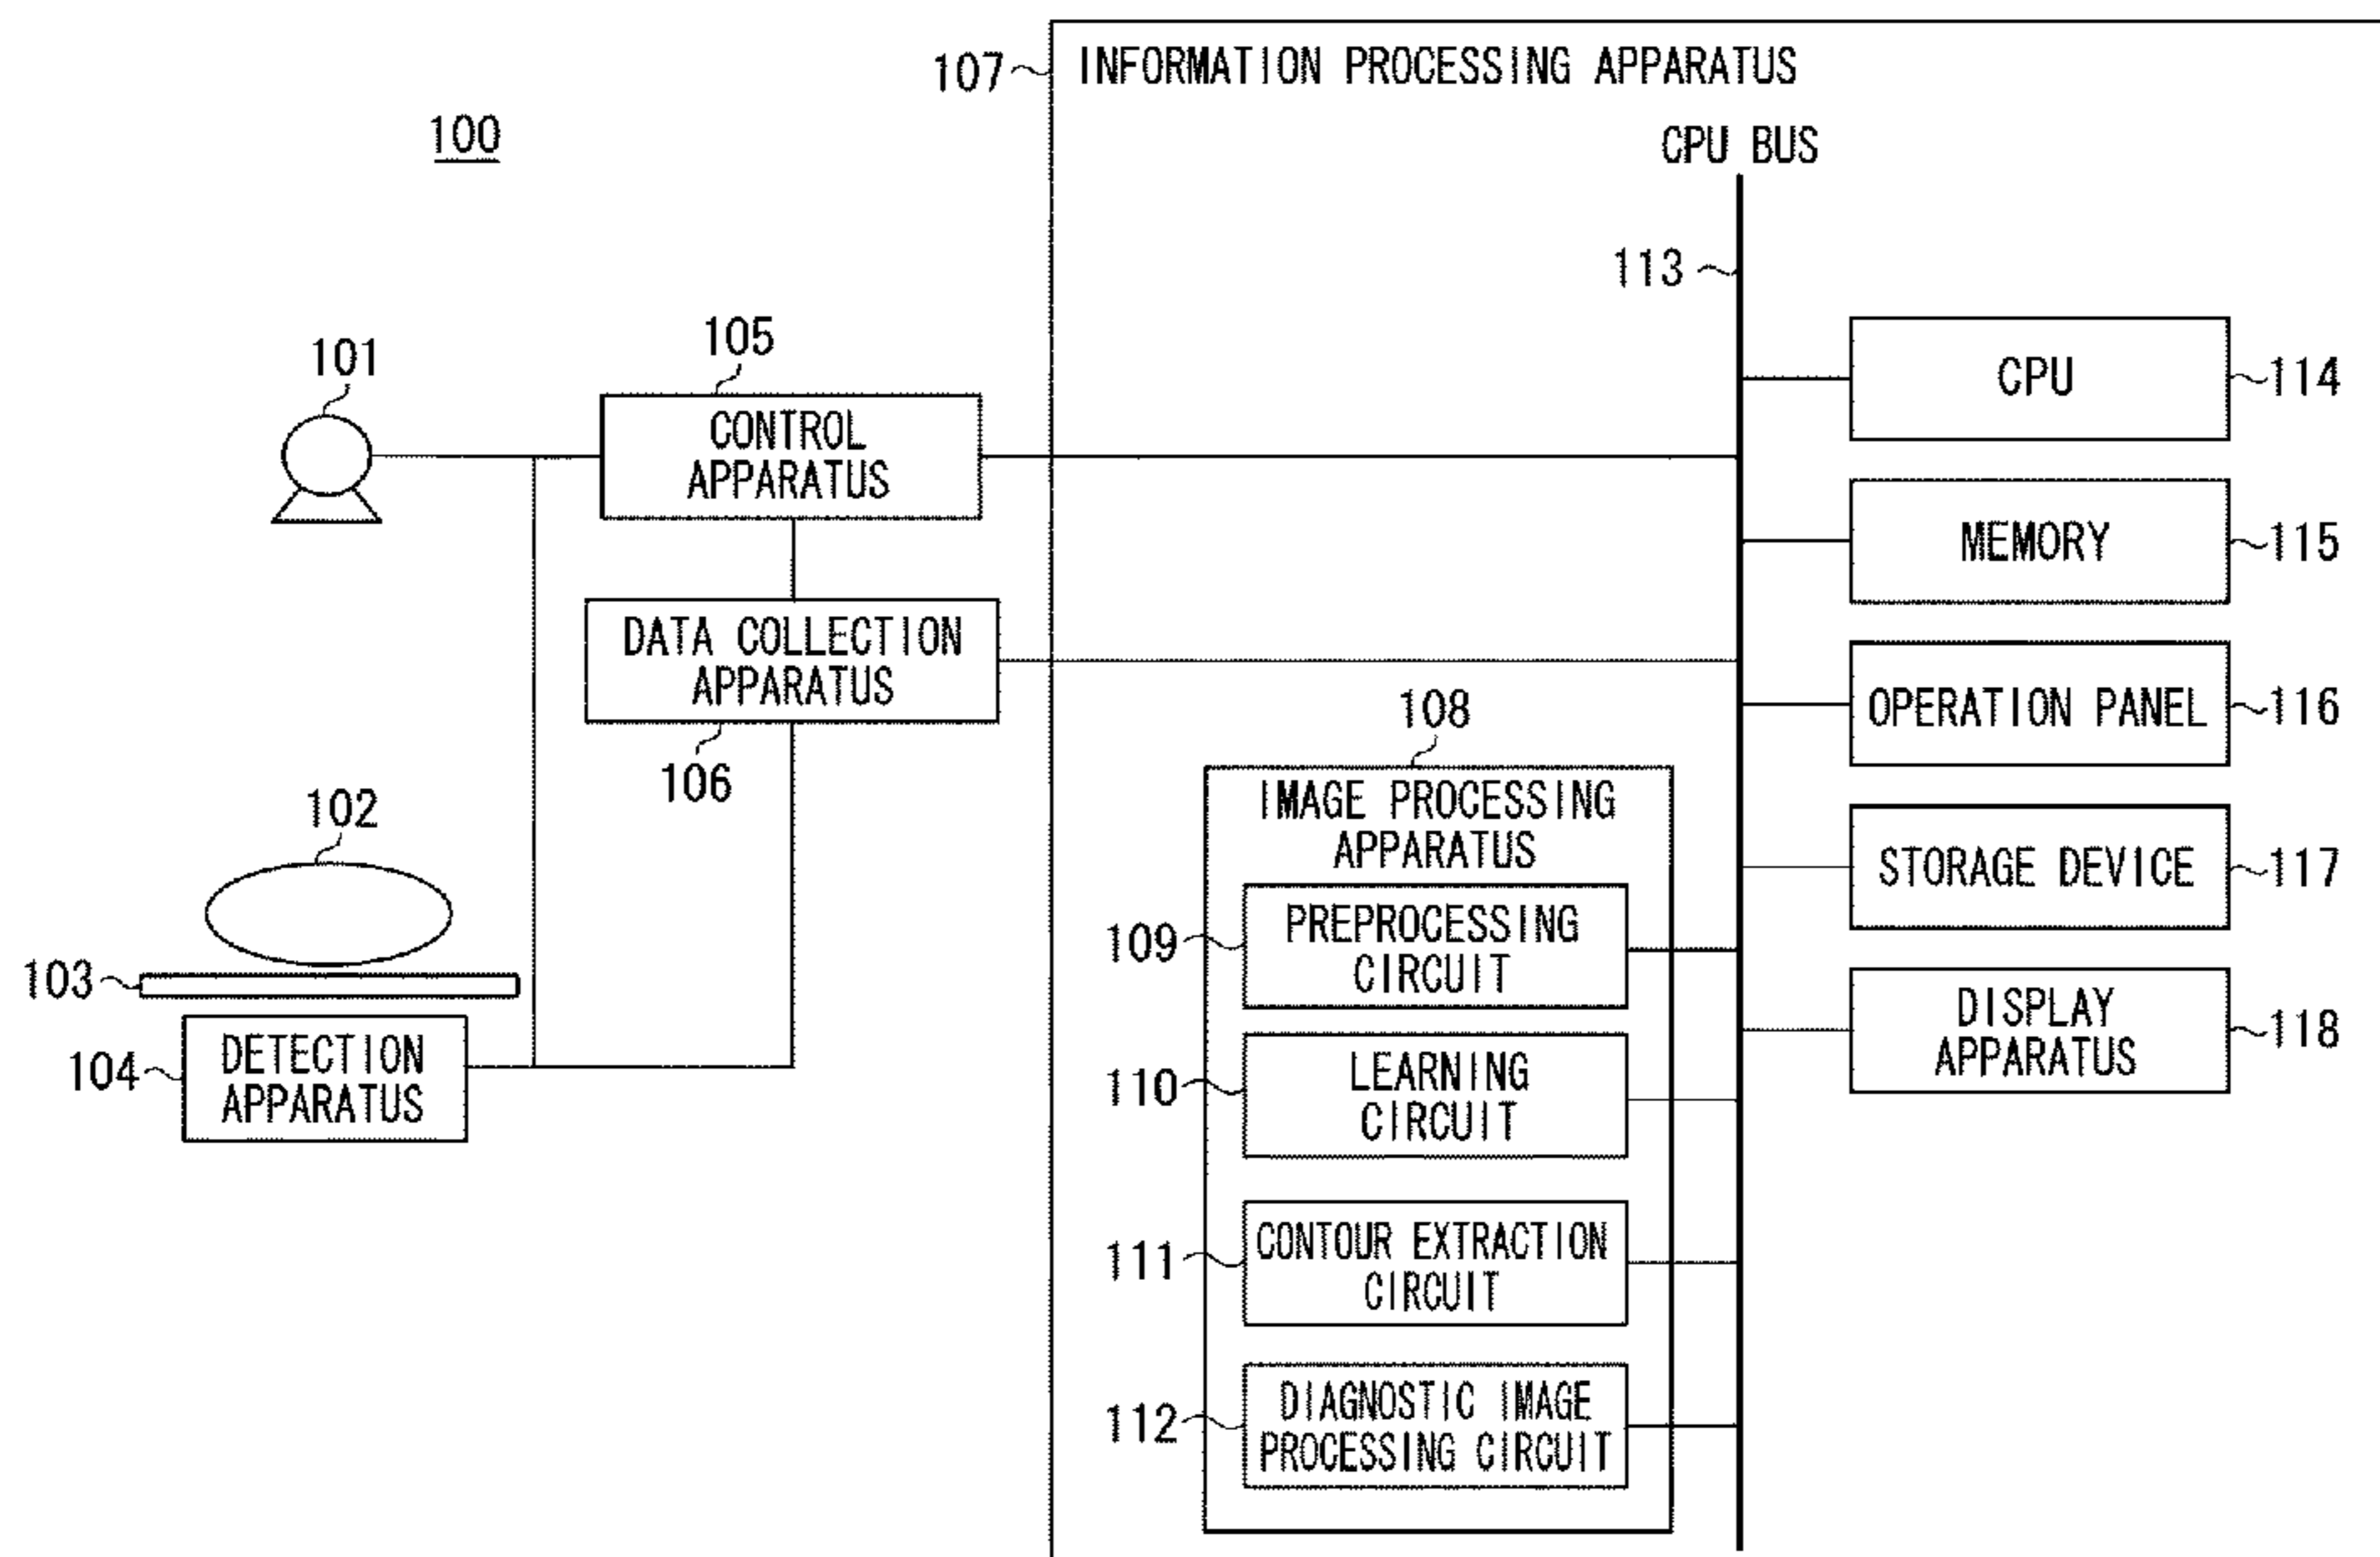 100
107
INFORMATION PROCESSING APPARATUS
CPU BUS
113
101
105
CONTROL
APPARATUS
DATA COLLECTION
APPARATUS
106
102
103
104
DETECTION
APPARATUS
108
IMAGE PROCESSING
APPARATUS
109
PREPROCESSING
CIRCUIT
110
LEARNING
CIRCUIT
111
CONTOUR EXTRACTION
CIRCUIT
112
DIAGNOSTIC IMAGE
PROCESSING CIRCUIT
CPU
114
MEMORY
115
OPERATION PANEL
116
STORAGE DEVICE
117
DISPLAY
APPARATUS
118